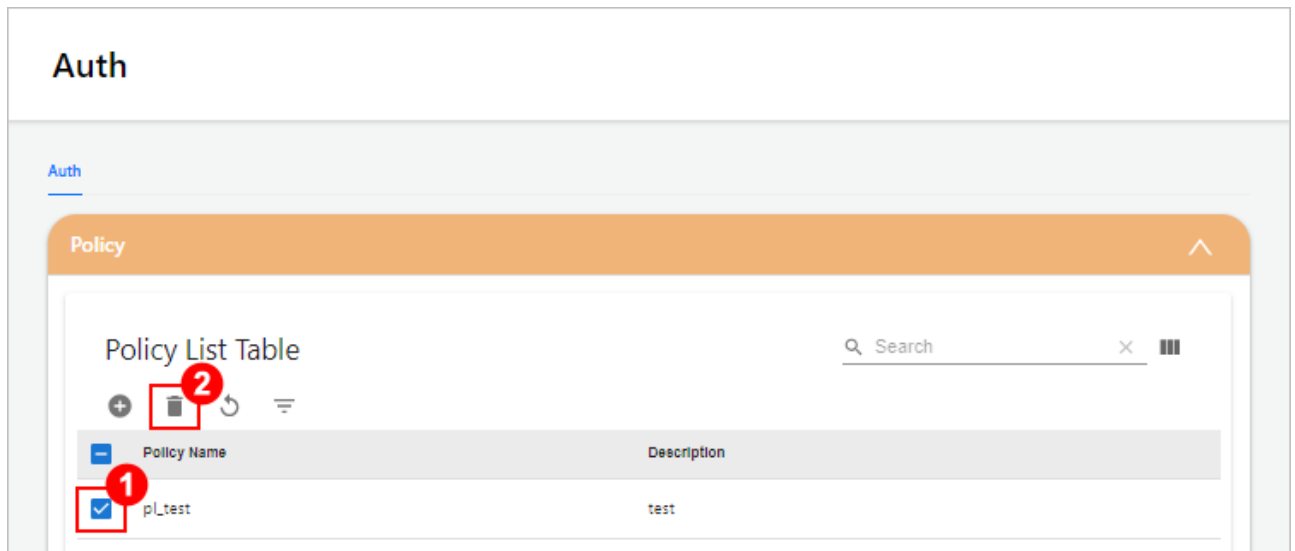 Auth
Auth
Policy
Policy List Table
Search
2
Policy Name Description
1
pl_test test